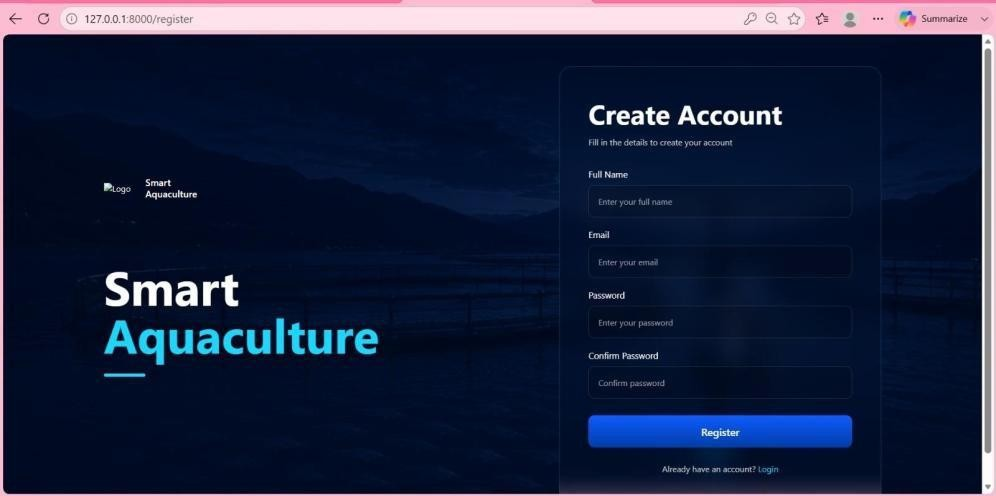 127.0.0.1:8000/register
Summarize
Logo
Smart
Aquaculture
Smart
Aquaculture
Create Account
Fill in the details to create your account
Full Name
Enter your full name
Email
Enter your email
Password
Enter your password
Confirm Password
Confirm password
Register
Already have an account? Login